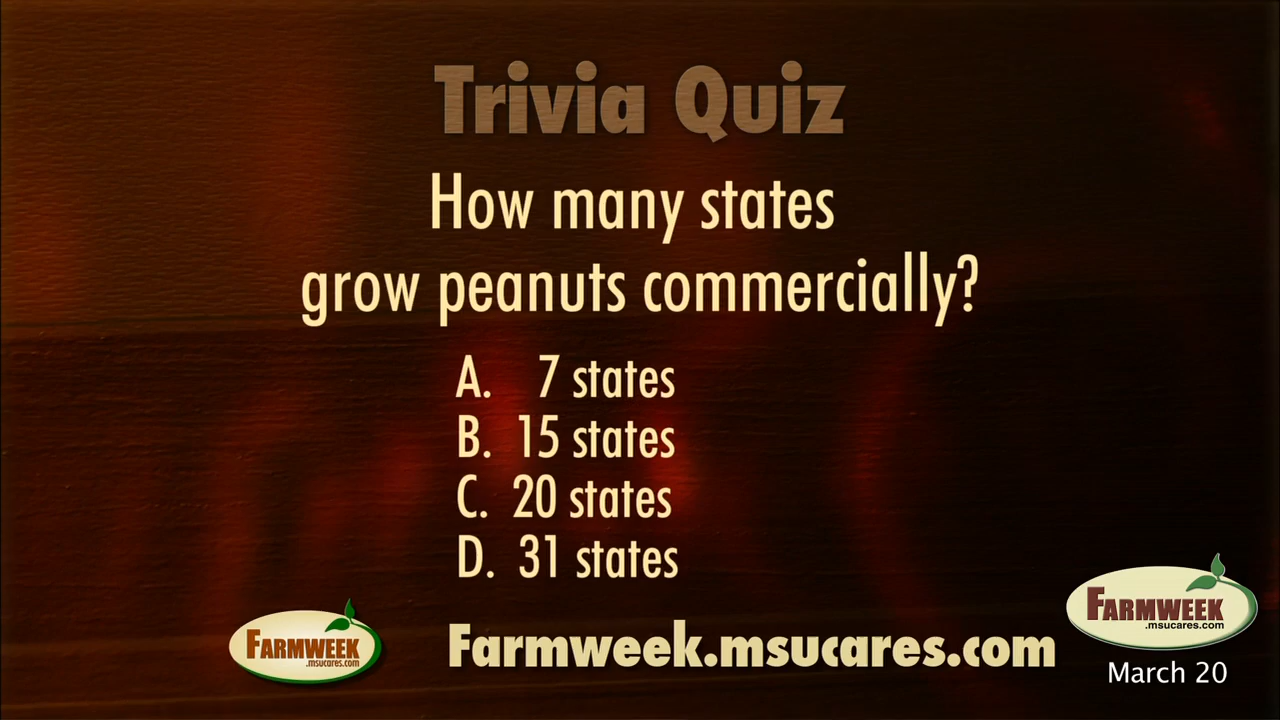 Trivia Quiz
How many states
grow peanuts commercially?
A. 7 states
B. 15 states
C. 20 states
D. 31 states
FARMWEEK
.msucares.com
Farmweek.msucares.com
FARMWEEK
.msucares.com
March 20